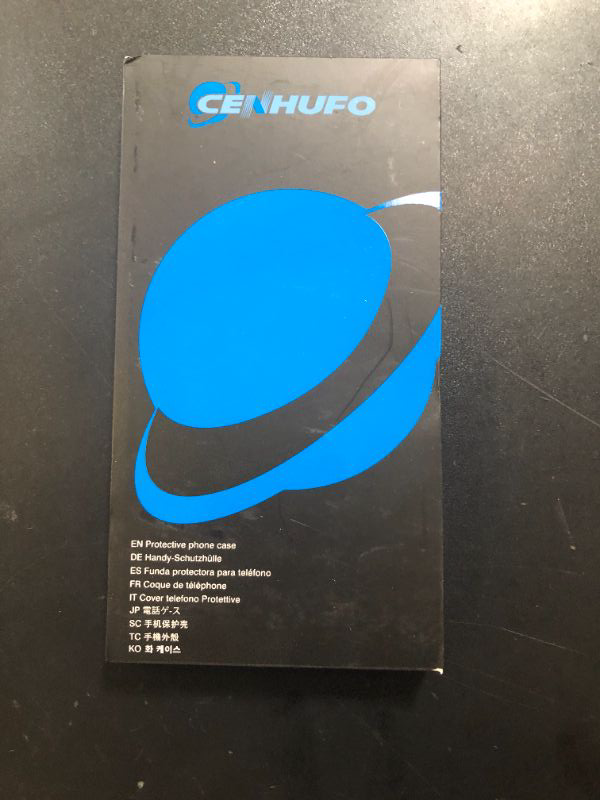 CENHUFO
EN Protective phone case
DE Handy-Schutzhülle
ES Funda protectora para teléfono
FR Coque de téléphone
IT Cover telefono Protettive
JP 電話ゲース
SC 手机保护壳
TC 手機外殼
KO 화 케이스